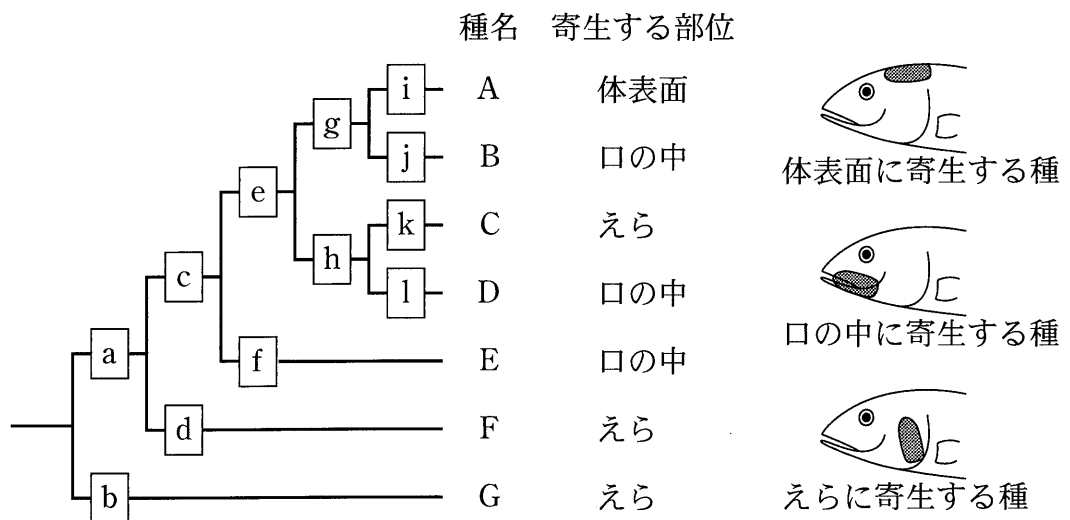 種名 寄生する部位
i A 体表面
g
j B 口の中
体表面に寄生する種
e
k C えら
h
c
l D 口の中
口の中に寄生する種
a
f E 口の中
d F えら
b G えら
えらに寄生する種